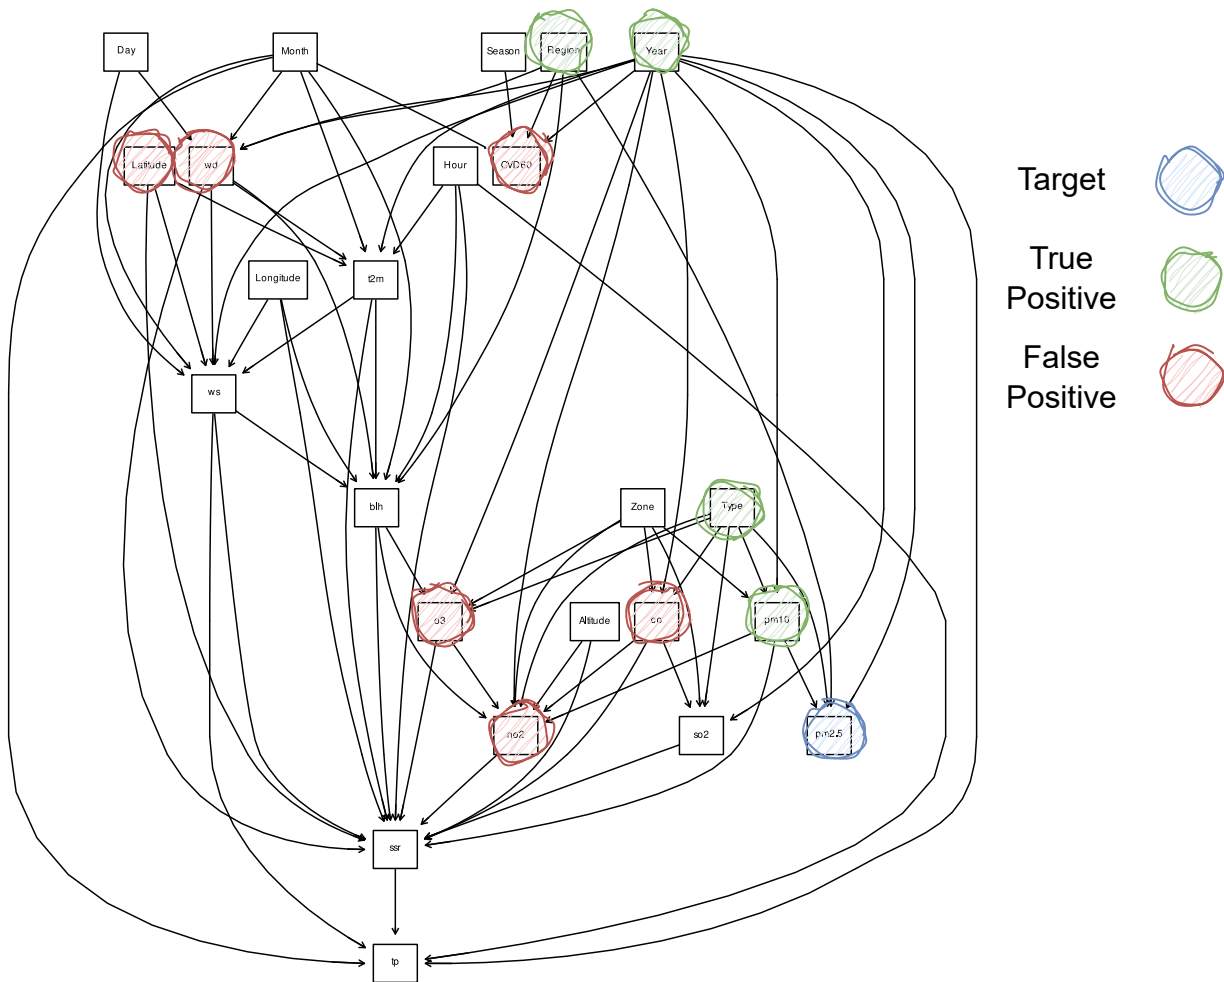 Day
Month
Season
Region
Year
Latitude
wd
Hour
CVD60
Target
Longitude
t2m
True
Positive
False
Positive
ws
blh
Zone
Type
o3
Altitude
co
pm10
no2
so2
pm2.5
ssr
tp